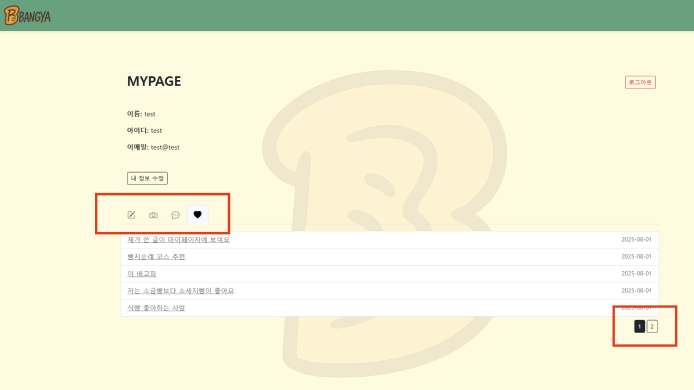 BANGYA
MYPAGE
로그아웃
이름: test
아이디: test
이메일: test@test
내 정보 수정
제가 쓴 글이 마이페이지에 보여요 2025-08-01
빵지순례 코스 추천 2025-08-01
아 배고파 2025-08-01
저는 소금빵보다 소세지빵이 좋아요 2025-08-01
식빵 좋아하는 사람 2025-08-01
1 2